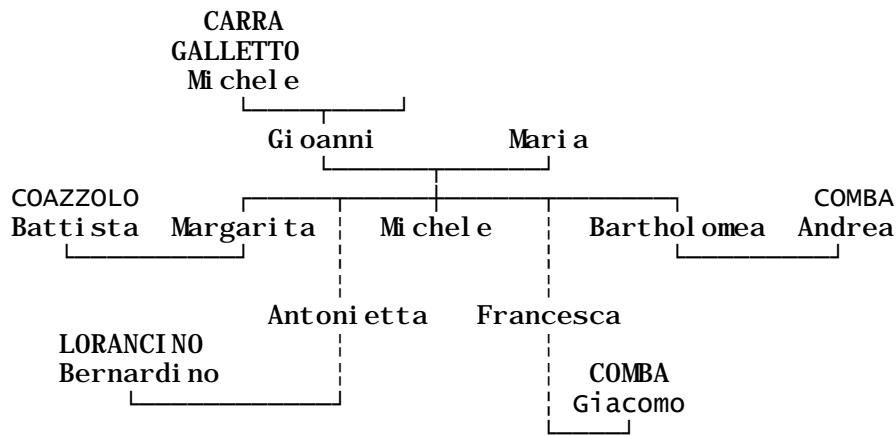 CARRA
GALLETTO
Michele
Gioanni Maria
COAZZOLO COMBA
Battista Margarita Michele Bartholomea Andrea
Antonietta Francesca
LORANCINO
Bernardino COMBA
Giacomo